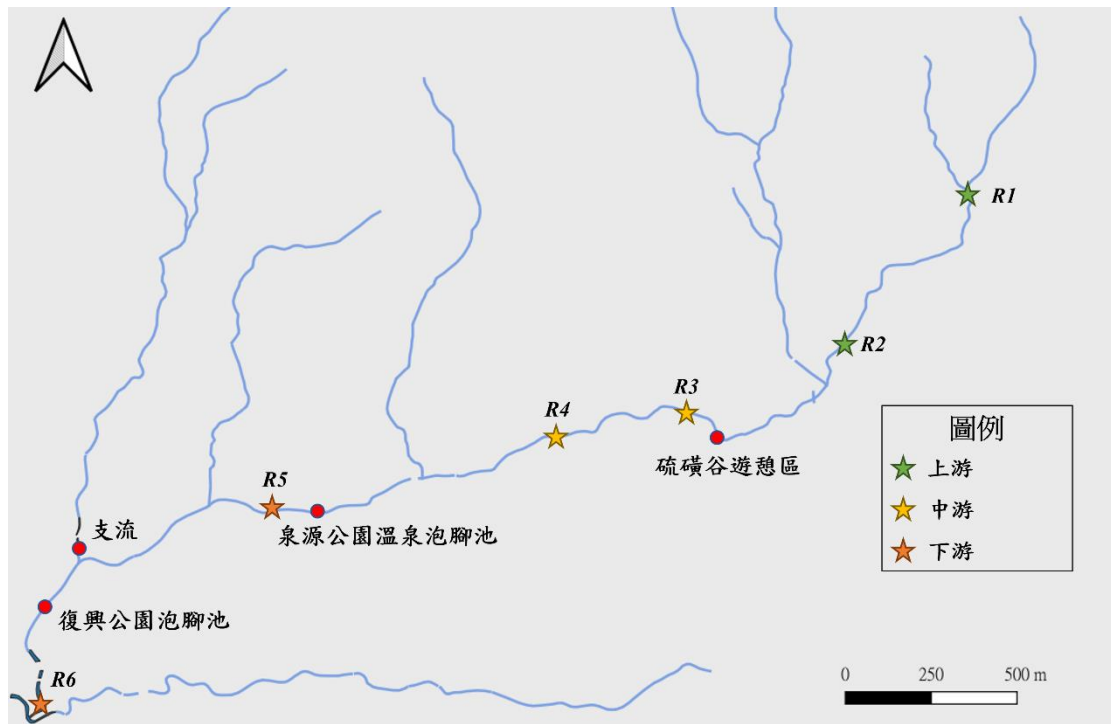 R1
R2
R3
R4
硫磺谷遊憩區
R5
泉源公園溫泉泡腳池
支流
復興公園泡腳池
R6
圖例
上游
中游
下游
0 250 500 m